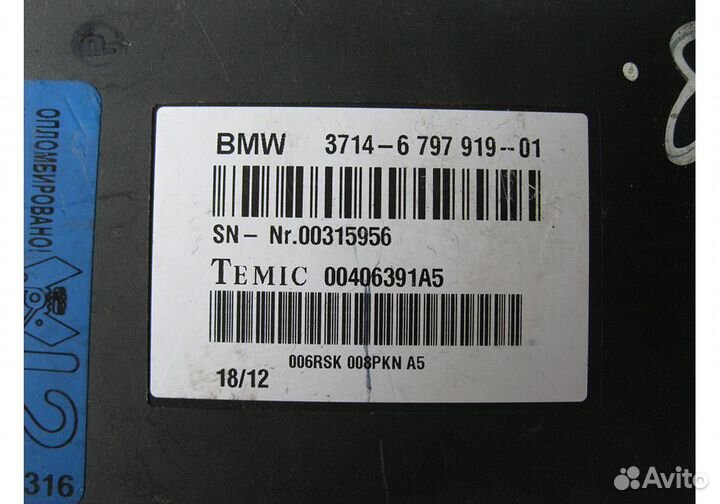 BMW 3714-6 797 919--01
SN- Nr.00315956
TEMIC 00406391A5
006RSK 008PKN A5
18/12
ОПЛОМБИРОВАНО!
12
316
Avito